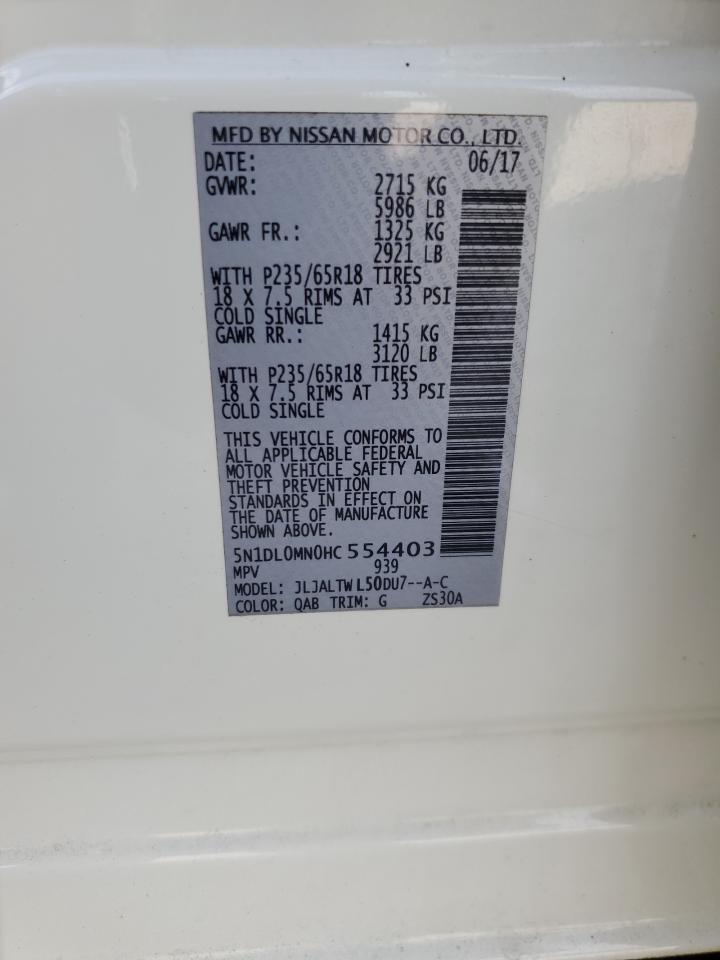 MFD BY NISSAN MOTOR CO., LTD.
DATE: 06/17
GVWR: 2715 KG
5986 LB
GAWR FR.: 1325 KG
2921 LB
WITH P235/65R18 TIRES
18 X 7.5 RIMS AT 33 PSI
COLD SINGLE
GAWR RR.: 1415 KG
3120 LB
WITH P235/65R18 TIRES
18 X 7.5 RIMS AT 33 PSI
COLD SINGLE
THIS VEHICLE CONFORMS TO
ALL APPLICABLE FEDERAL
MOTOR VEHICLE SAFETY AND
THEFT PREVENTION
STANDARDS IN EFFECT ON
THE DATE OF MANUFACTURE
SHOWN ABOVE.
5N1DL0MN0HC 554403
MPV 939
MODEL: JLJALTW L50DU7--A-C
COLOR: QAB TRIM: G ZS30A